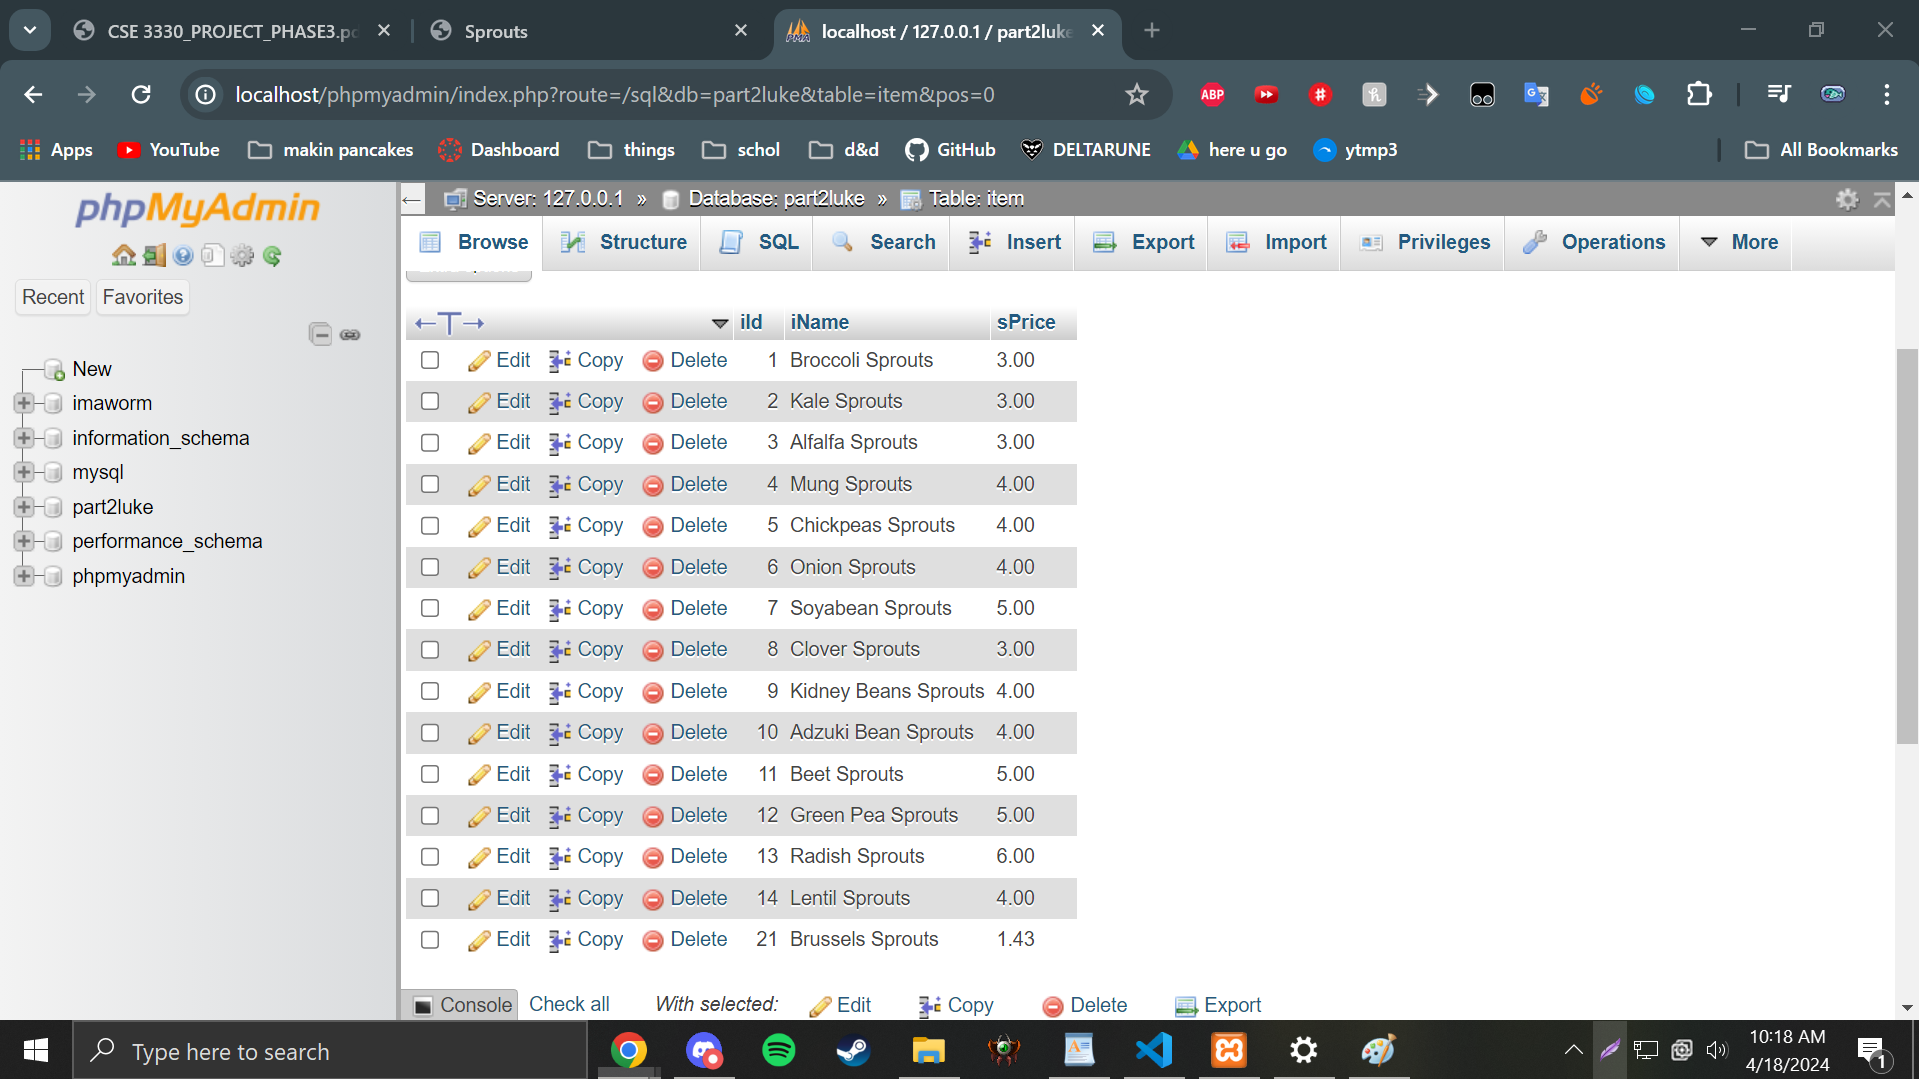 CSE 3330_PROJECT_PHASE3.pd
Sprouts
localhost / 127.0.0.1 / part2luke
localhost/phpmyadmin/index.php?route=/sql&db=part2luke&table=item&pos=0
ABP
Apps
YouTube
makin pancakes
Dashboard
things
schol
d&d
GitHub
DELTARUNE
here u go
ytmp3
All Bookmarks
phpMyAdmin
Recent
Favorites
New
imaworm
information_schema
mysql
part2luke
performance_schema
phpmyadmin
Server: 127.0.0.1 » Database: part2luke » Table: item
Browse Structure SQL Search Insert Export Import Privileges Operations More
←T→ iId iName sPrice
Edit Copy Delete 1 Broccoli Sprouts 3.00
Edit Copy Delete 2 Kale Sprouts 3.00
Edit Copy Delete 3 Alfalfa Sprouts 3.00
Edit Copy Delete 4 Mung Sprouts 4.00
Edit Copy Delete 5 Chickpeas Sprouts 4.00
Edit Copy Delete 6 Onion Sprouts 4.00
Edit Copy Delete 7 Soyabean Sprouts 5.00
Edit Copy Delete 8 Clover Sprouts 3.00
Edit Copy Delete 9 Kidney Beans Sprouts 4.00
Edit Copy Delete 10 Adzuki Bean Sprouts 4.00
Edit Copy Delete 11 Beet Sprouts 5.00
Edit Copy Delete 12 Green Pea Sprouts 5.00
Edit Copy Delete 13 Radish Sprouts 6.00
Edit Copy Delete 14 Lentil Sprouts 4.00
Edit Copy Delete 21 Brussels Sprouts 1.43
Console Check all With selected: Edit Copy Delete Export
Type here to search
10:18 AM
4/18/2024
1